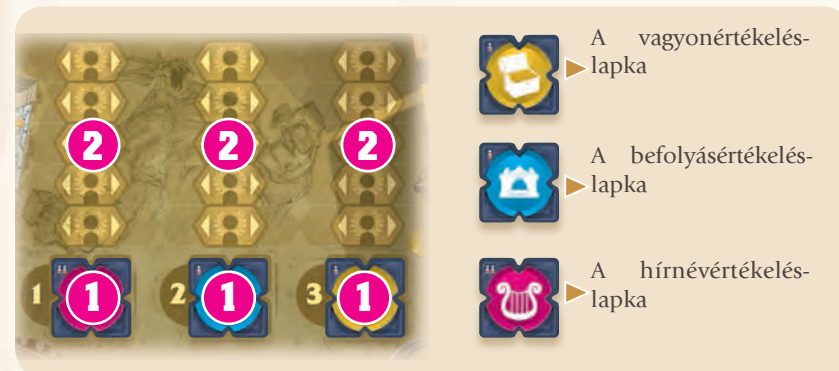 2 2 2
1 1 2 1 3 1
A vagyonértékelés-
lapka
A befolyásértékelés-
lapka
A hírnévértékelés-
lapka